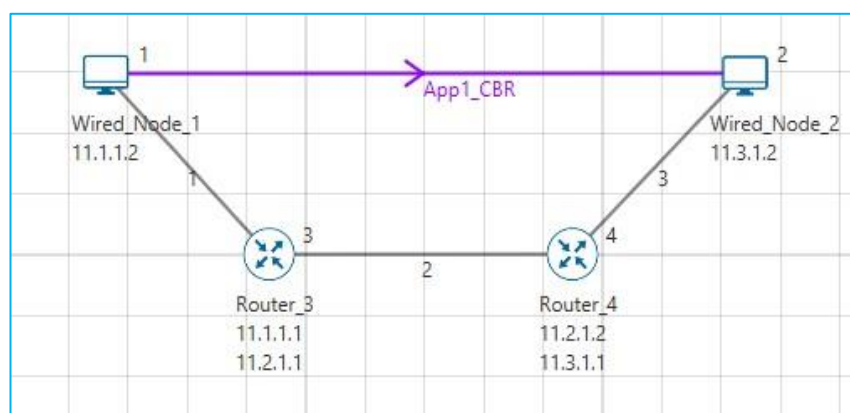 1
2
App1_CBR
Wired_Node_1
11.1.1.2
Wired_Node_2
11.3.1.2
1
3
3
4
2
Router_3
11.1.1.1
11.2.1.1
Router_4
11.2.1.2
11.3.1.1